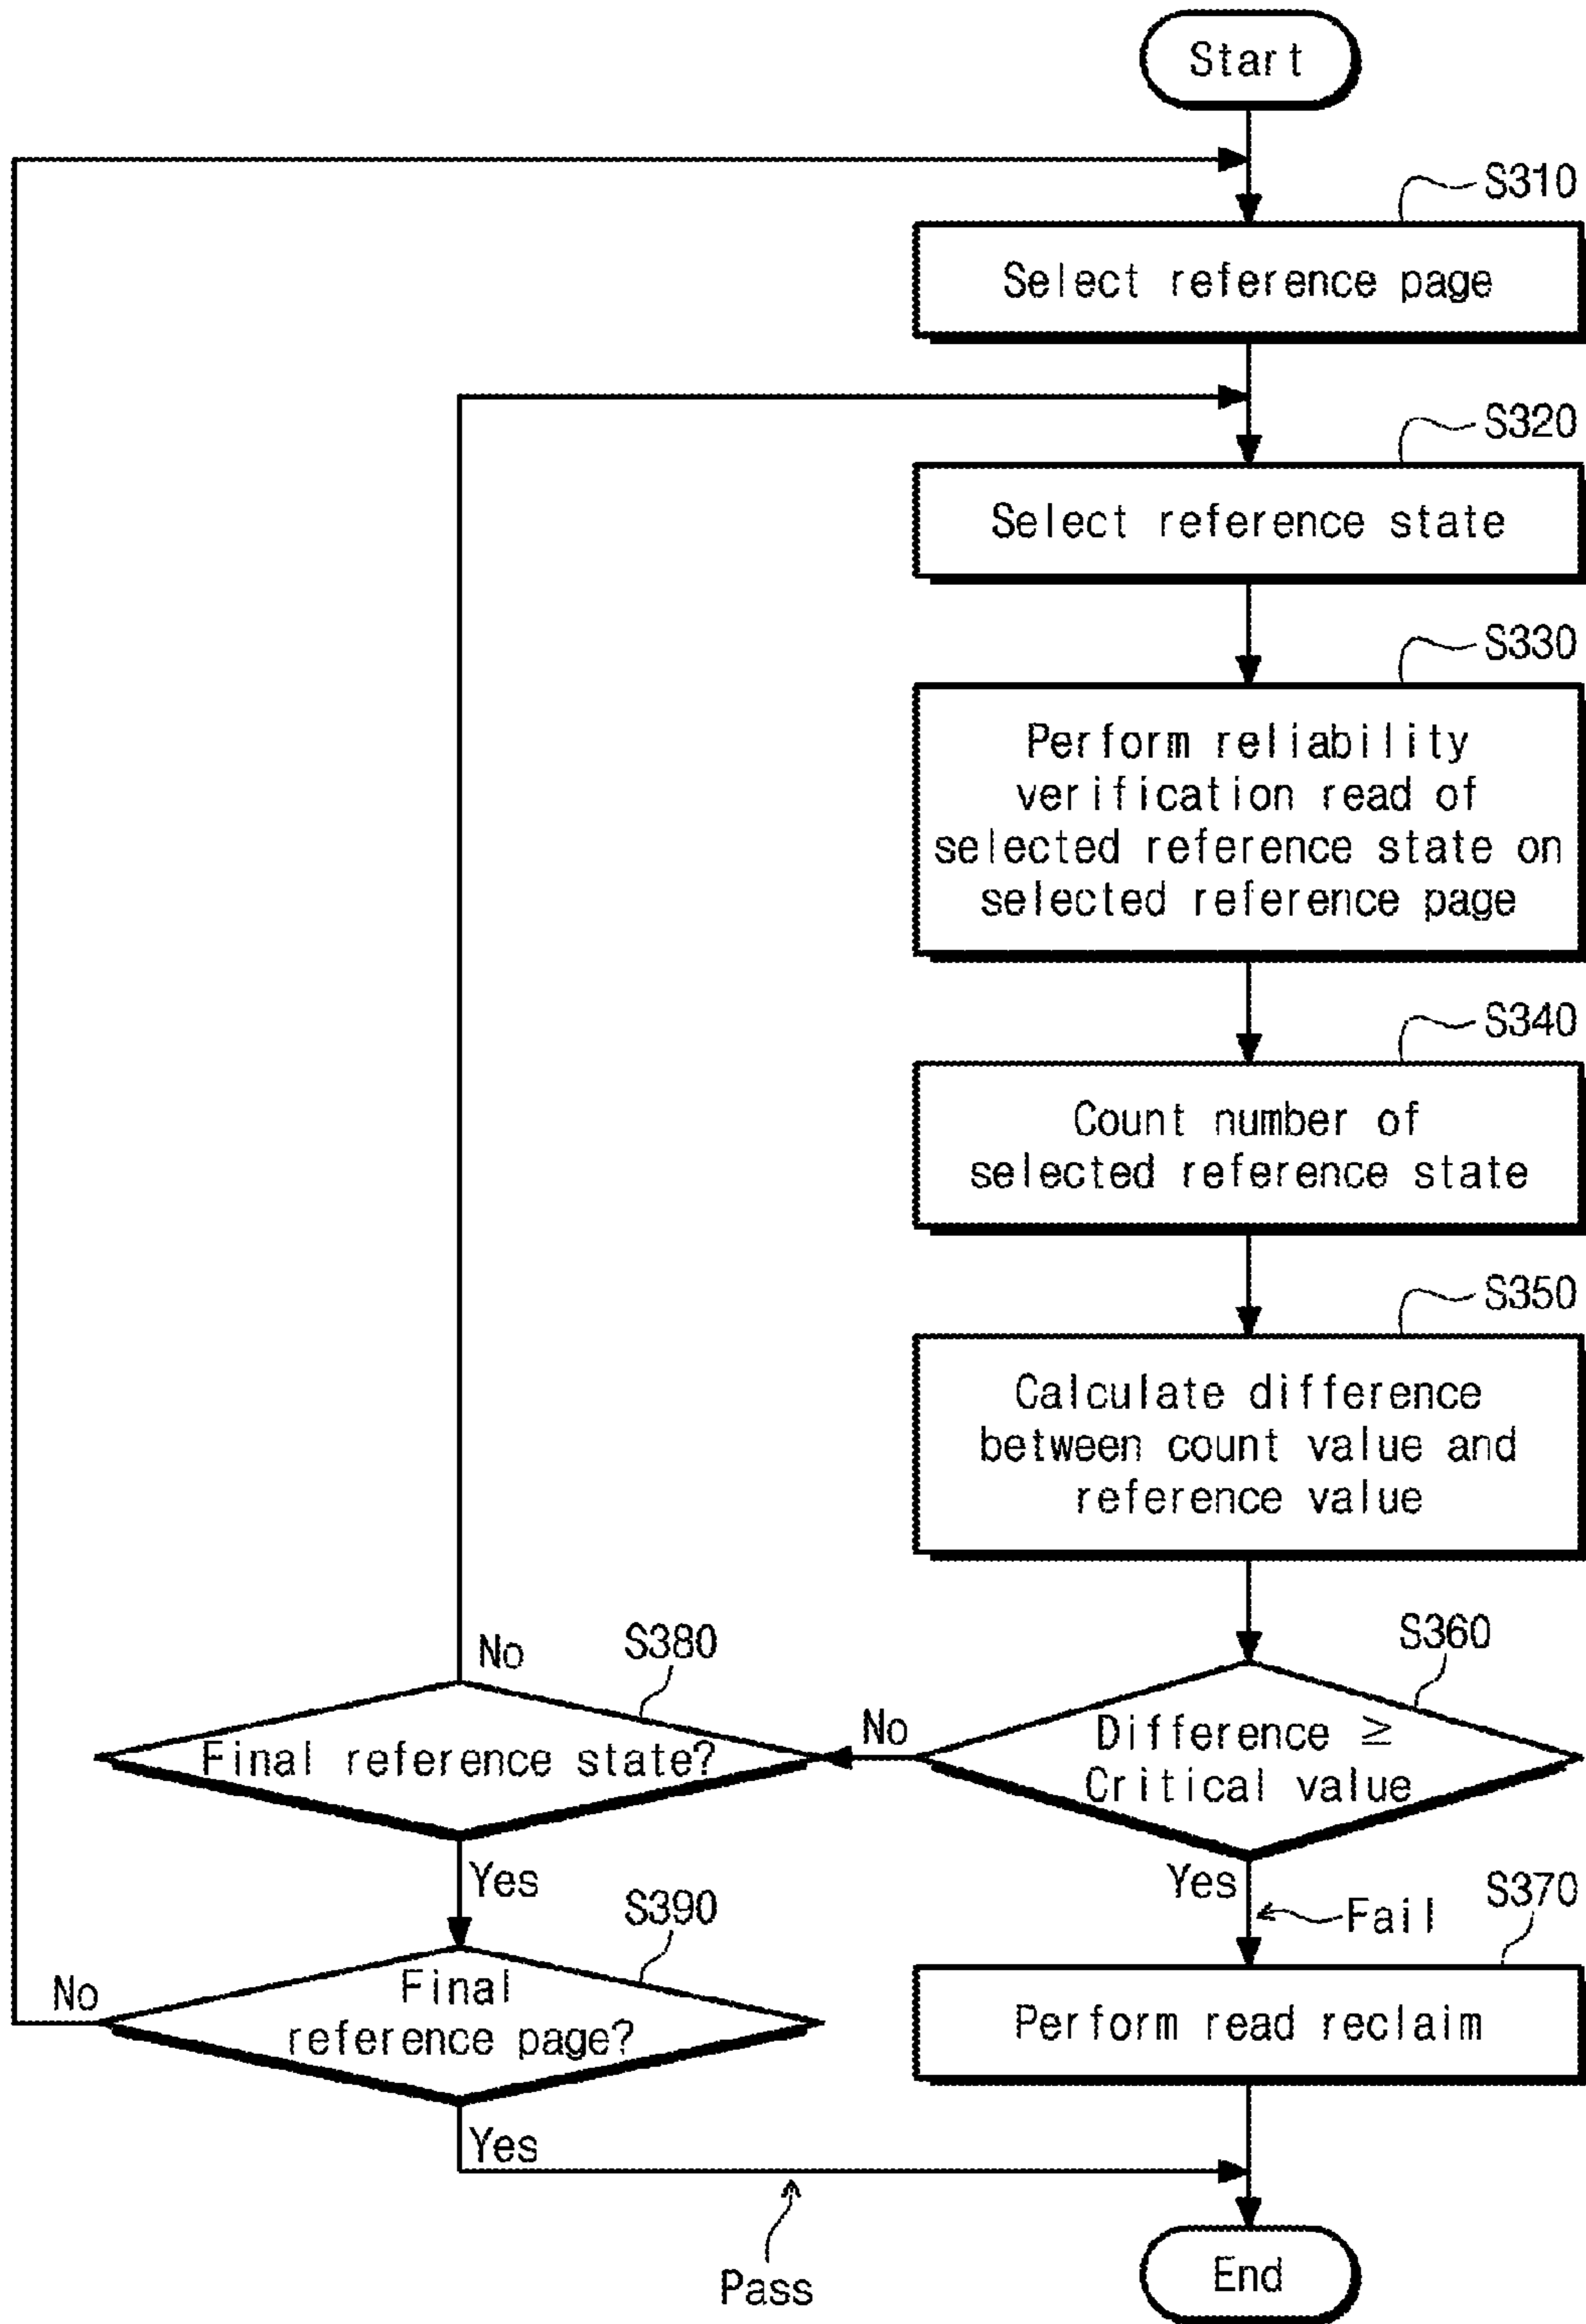 Start
S310
Select reference page
S320
Select reference state
S330
Perform reliability
verification read of
selected reference state on
selected reference page
S340
Count number of
selected reference state
S350
Calculate difference
between count value and
reference value
S360
Difference ≥
Critical value
No
S380
Final reference state?
No
Yes
Yes
Fail
S370
Perform read reclaim
S390
Final
reference page?
No
Yes
Pass
End